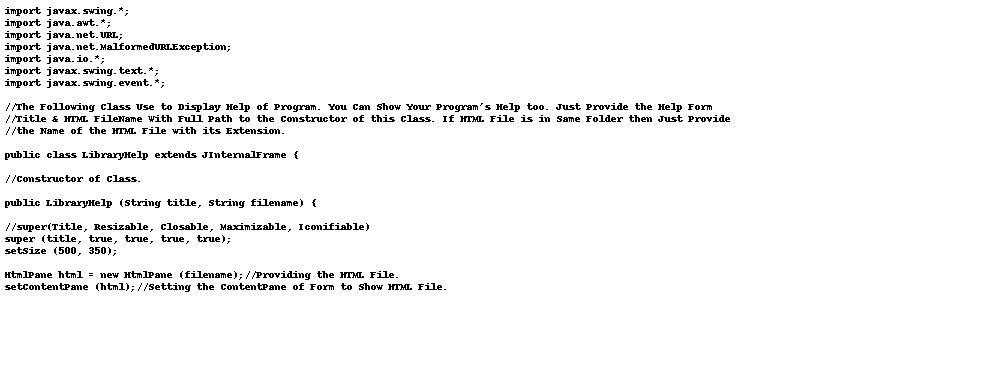 import javax.swing.*;
import java.awt.*;
import java.net.URL;
import java.net.MalformedURLException;
import java.io.*;
import javax.swing.text.*;
import javax.swing.event.*;
//The Following Class Use to Display Help of Program. You Can Show Your Program's Help too. Just Provide the Help Form
//Title & HTML FileName With Full Path to the Constructor of this Class. If HTML File is in Same Folder then Just Provide
//the Name of the HTML File with its Extension.
public class LibraryHelp extends JInternalFrame {
//Constructor of Class.
public LibraryHelp (String title, String filename) {
//super(Title, Resizable, Closable, Maximizable, Iconifiable)
super (title, true, true, true, true);
setSize (500, 350);
HtmlPane html = new HtmlPane (filename);//Providing the HTML File.
setContentPane (html);//Setting the ContentPane of Form to Show HTML File.